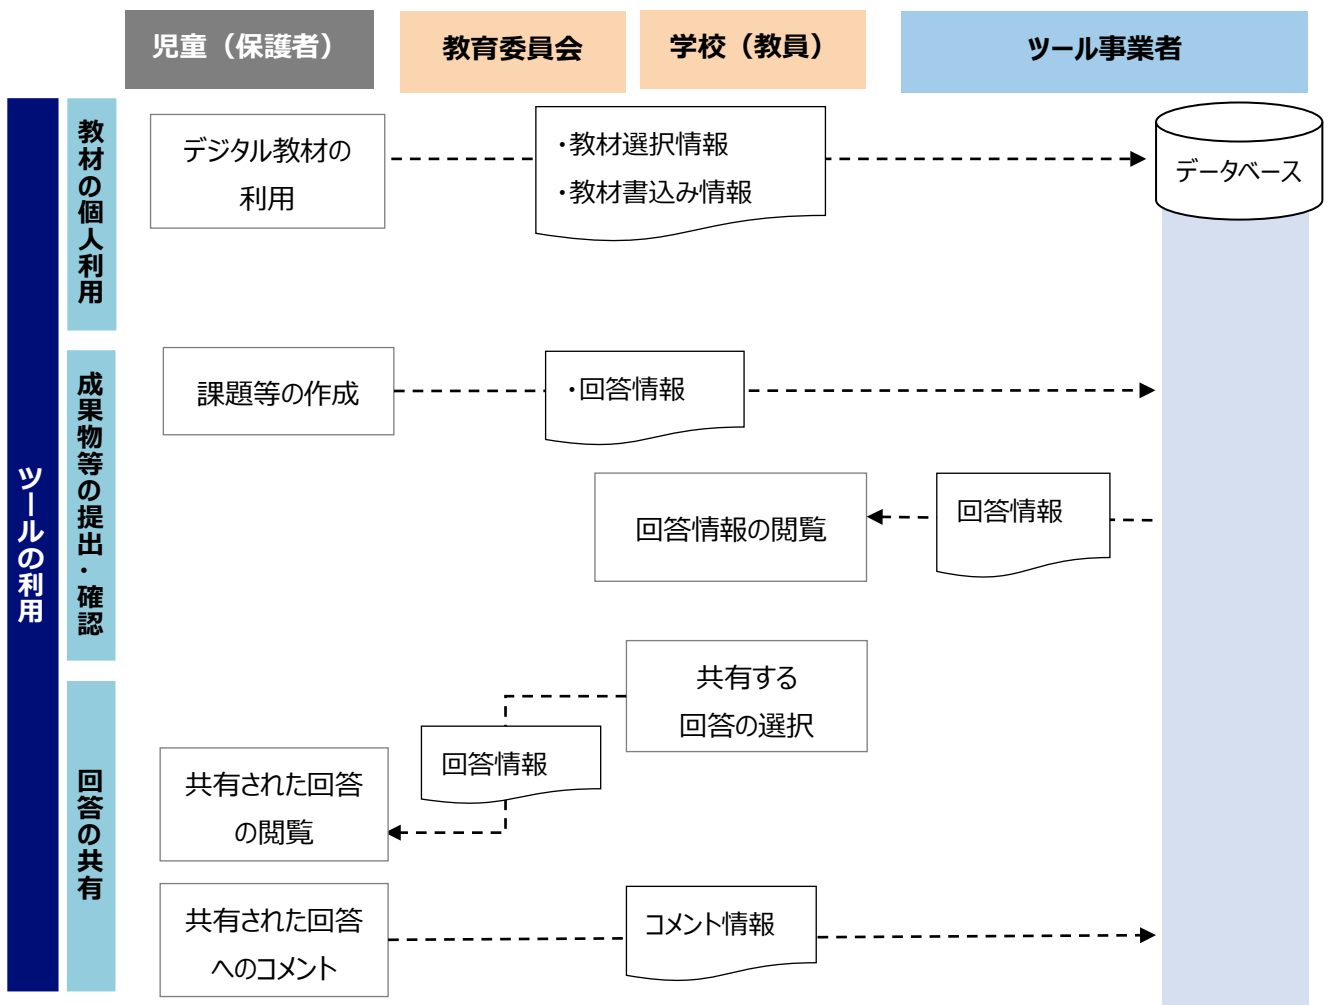 児童（保護者）
教育委員会
学校（教員）
ツール事業者
ツールの利用
教材の個人利用
デジタル教材の
利用
・教材選択情報
・教材書込み情報
データベース
成果物等の提出・確認
課題等の作成
・回答情報
回答情報の閲覧
回答情報
回答の共有
共有する
回答の選択
回答情報
共有された回答
の閲覧
共有された回答
へのコメント
コメント情報